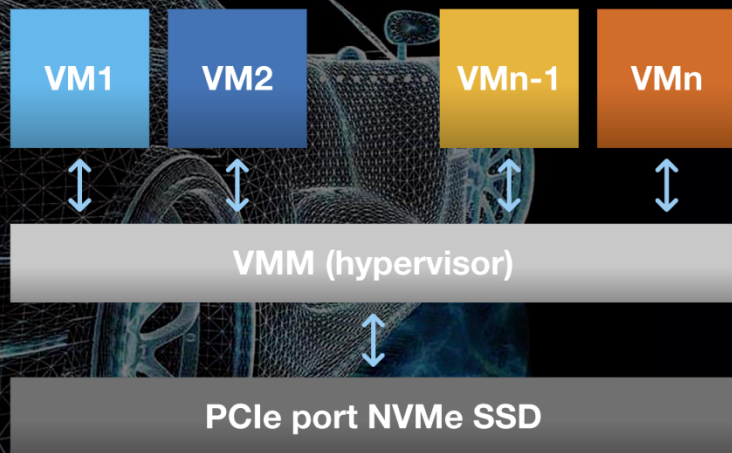 VM1
VM2
VMn-1
VMn
VMM (hypervisor)
PCIe port NVMe SSD